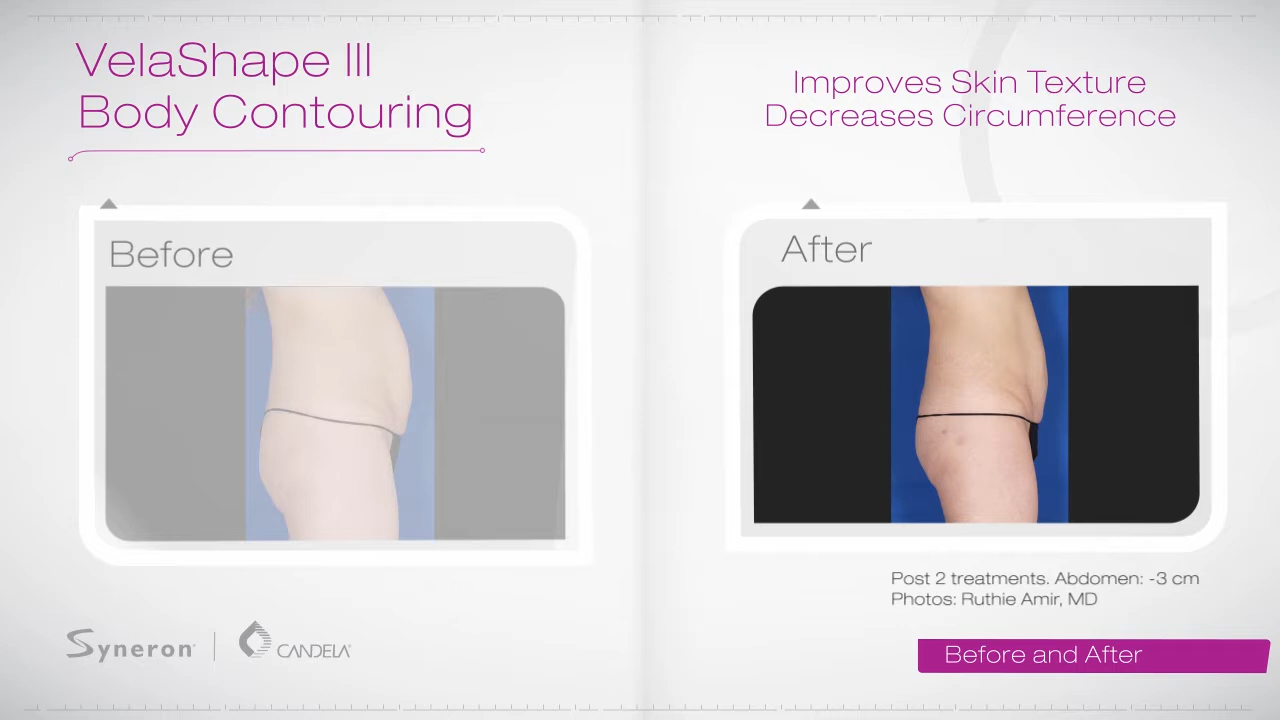 VelaShape III
Body Contouring
Improves Skin Texture
Decreases Circumference
Before
After
Post 2 treatments. Abdomen: -3 cm
Photos: Ruthie Amir, MD
Syneron
CANDELA
Before and After